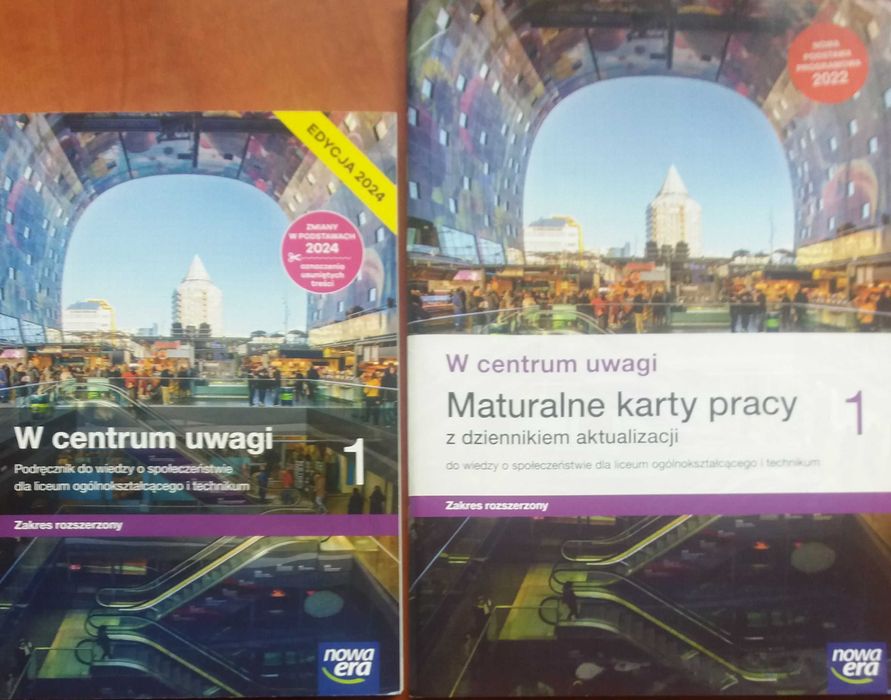 EDYCJA 2024
ZMIANY
W PODSTAWACH
2024
oznaczenia
usuniętych
treści
W centrum uwagi
1
Podręcznik do wiedzy o społeczeństwie
dla liceum ogólnokształcącego i technikum
Zakres rozszerzony
nowa
era
NOWA
PODSTAWA
PROGRAMOWA
2022
W centrum uwagi
Maturalne karty pracy
1
z dziennikiem aktualizacji
do wiedzy o społeczeństwie dla liceum ogólnokształcącego i technikum
Zakres rozszerzony
nowa
era